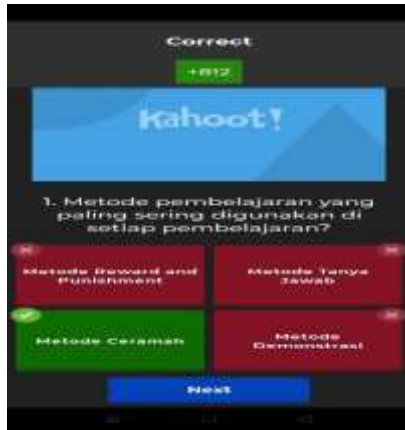 Correct
+812
Kahoot!
1. Metode pembelajaran yang
paling sering digunakan di
setiap pembelajaran?
Metode Reward and
Punishment
Metode Tanya
Jawab
Metode Ceramah
Metode
Demonstrasi
Next